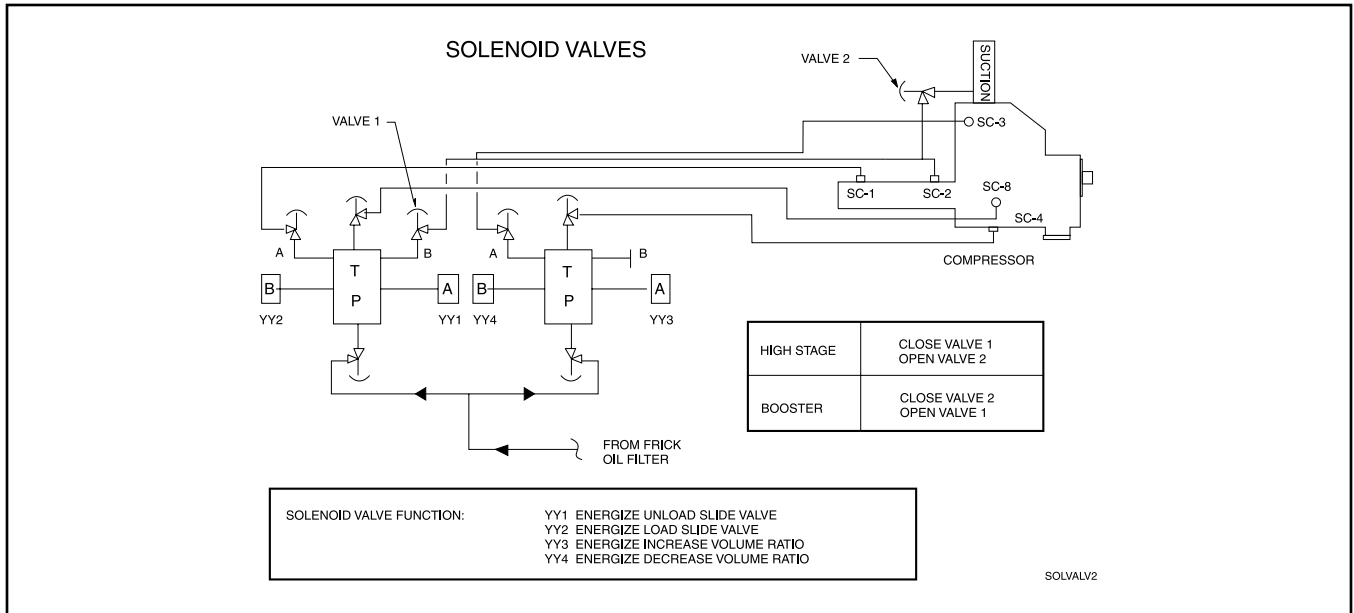 SOLENOID VALVES
VALVE 2
SUCTION
VALVE 1
SC-3
SC-1
SC-2
SC-8
SC-4
COMPRESSOR
A
B
A
B
T
P
T
P
B
A
B
A
YY2
YY1
YY4
YY3
HIGH STAGE
CLOSE VALVE 1
OPEN VALVE 2
BOOSTER
CLOSE VALVE 2
OPEN VALVE 1
FROM FRICK
OIL FILTER
SOLENOID VALVE FUNCTION:
YY1 ENERGIZE UNLOAD SLIDE VALVE
YY2 ENERGIZE LOAD SLIDE VALVE
YY3 ENERGIZE INCREASE VOLUME RATIO
YY4 ENERGIZE DECREASE VOLUME RATIO
SOLVALV2